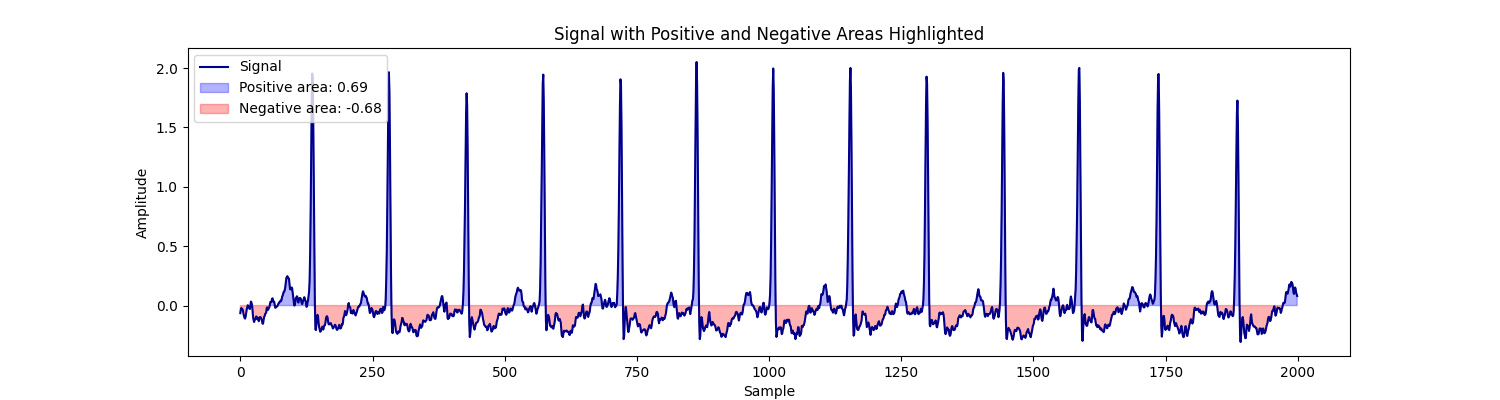 Signal with Positive and Negative Areas Highlighted
Signal
Positive area: 0.69
Negative area: -0.68
2.0
1.5
1.0
0.5
0.0
Amplitude
0 250 500 750 1000 1250 1500 1750 2000
Sample